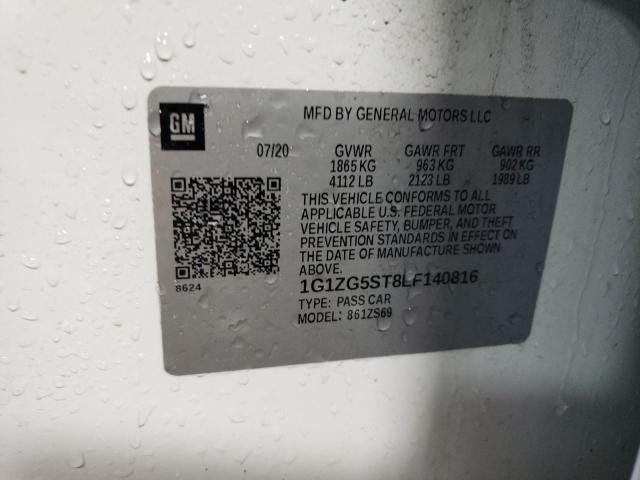 GM
MFD BY GENERAL MOTORS LLC
07/20 GVWR GAWR FRT GAWR RR
1865 KG 963 KG 902 KG
4112 LB 2123 LB 1989 LB
THIS VEHICLE CONFORMS TO ALL
APPLICABLE U.S. FEDERAL MOTOR
VEHICLE SAFETY, BUMPER, AND THEFT
PREVENTION STANDARDS IN EFFECT ON
THE DATE OF MANUFACTURE SHOWN
ABOVE.
8624
1G1ZG5ST8LF140816
TYPE: PASS CAR
MODEL: 861ZS69